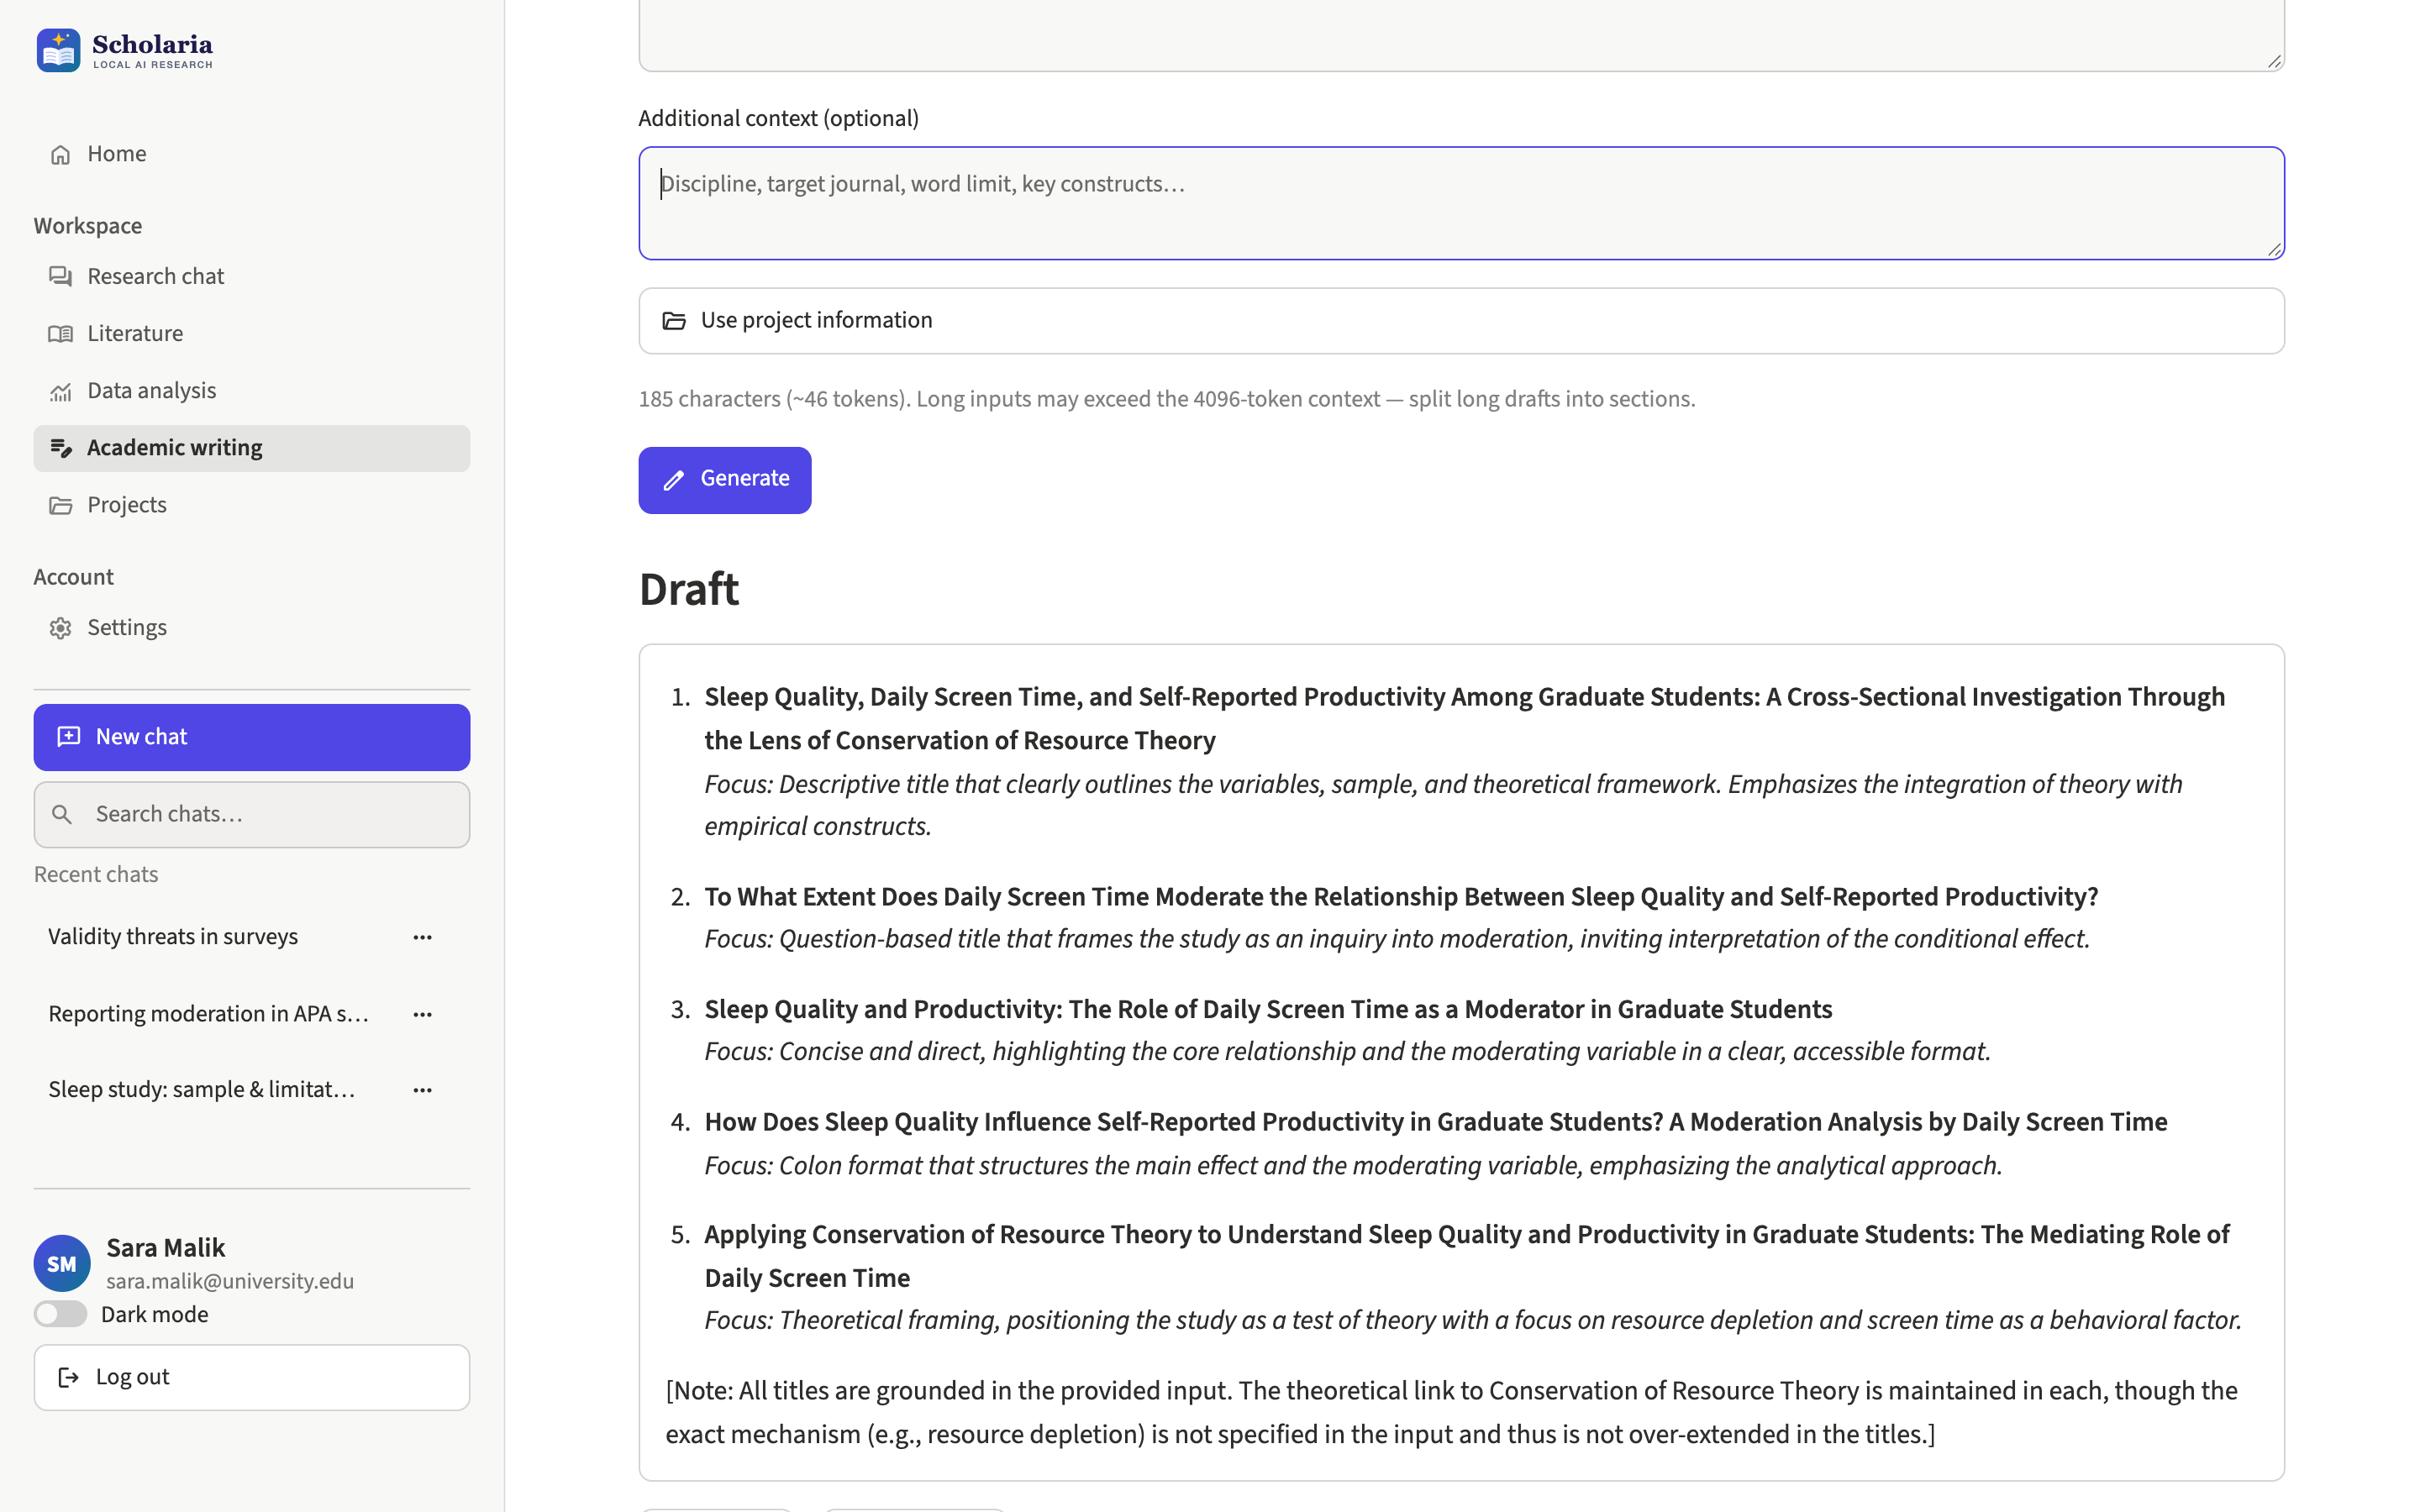 Scholaria
LOCAL AI RESEARCH
Home
Workspace
Research chat
Literature
Data analysis
Academic writing
Projects
Account
Settings
New chat
Search chats…
Recent chats
Validity threats in surveys
Reporting moderation in APA s…
Sleep study: sample & limitat…
SM
Sara Malik
sara.malik@university.edu
Dark mode
Log out
Additional context (optional)
Discipline, target journal, word limit, key constructs…
Use project information
185 characters (~46 tokens). Long inputs may exceed the 4096-token context — split long drafts into sections.
Generate
Draft
1. Sleep Quality, Daily Screen Time, and Self-Reported Productivity Among Graduate Students: A Cross-Sectional Investigation Through
the Lens of Conservation of Resource Theory
Focus: Descriptive title that clearly outlines the variables, sample, and theoretical framework. Emphasizes the integration of theory with
empirical constructs.
2. To What Extent Does Daily Screen Time Moderate the Relationship Between Sleep Quality and Self-Reported Productivity?
Focus: Question-based title that frames the study as an inquiry into moderation, inviting interpretation of the conditional effect.
3. Sleep Quality and Productivity: The Role of Daily Screen Time as a Moderator in Graduate Students
Focus: Concise and direct, highlighting the core relationship and the moderating variable in a clear, accessible format.
4. How Does Sleep Quality Influence Self-Reported Productivity in Graduate Students? A Moderation Analysis by Daily Screen Time
Focus: Colon format that structures the main effect and the moderating variable, emphasizing the analytical approach.
5. Applying Conservation of Resource Theory to Understand Sleep Quality and Productivity in Graduate Students: The Mediating Role of
Daily Screen Time
Focus: Theoretical framing, positioning the study as a test of theory with a focus on resource depletion and screen time as a behavioral factor.
[Note: All titles are grounded in the provided input. The theoretical link to Conservation of Resource Theory is maintained in each, though the
exact mechanism (e.g., resource depletion) is not specified in the input and thus is not over-extended in the titles.]